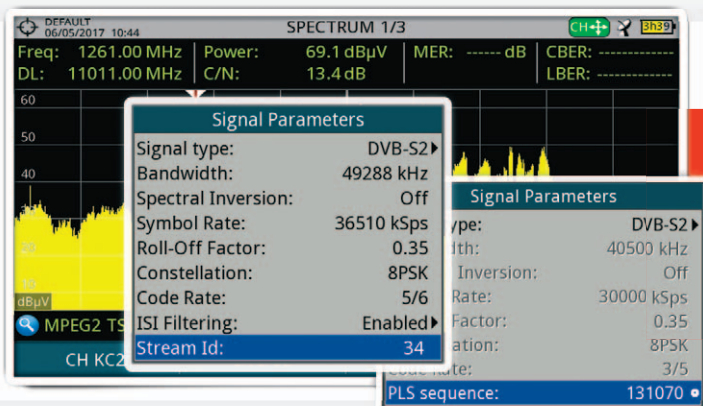 DEFAULT
06/05/2017 10:44
SPECTRUM 1/3
CH
3h39
Freq: 1261.00 MHz
Power: 69.1 dBµV
MER: ------ dB
CBER: -------------
DL: 11011.00 MHz
C/N: 13.4 dB
LBER: -------------
60
50
40
dBµV
MPEG2 TS
CH KC2
Signal Parameters
Signal type: DVB-S2
Bandwidth: 49288 kHz
Spectral Inversion: Off
Symbol Rate: 36510 kSps
Roll-Off Factor: 0.35
Constellation: 8PSK
Code Rate: 5/6
ISI Filtering: Enabled
Stream Id: 34
Signal Parameters
ype: DVB-S2
dth: 40500 kHz
Inversion: Off
Rate: 30000 kSps
Factor: 0.35
ation: 8PSK
Code Rate: 3/5
PLS sequence: 131070